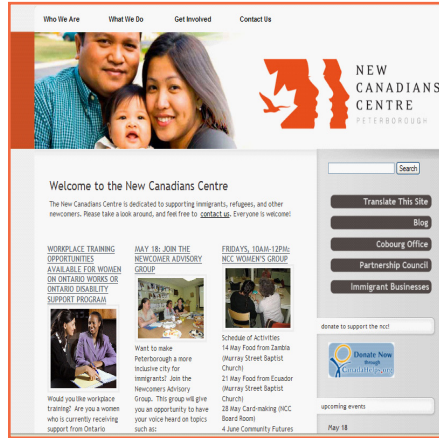 Who We Are
What We Do
Get Involved
Contact Us
NEW
CANADIANS
CENTRE
PETERBOROUGH
Search
Welcome to the New Canadians Centre
The New Canadians Centre is dedicated to supporting immigrants, refugees, and other
newcomers. Please take a look around, and feel free to contact us. Everyone is welcome!
WORKPLACE TRAINING
OPPORTUNITIES
AVAILABLE FOR WOMEN
ON ONTARIO WORKS OR
ONTARIO DISABILITY
SUPPORT PROGRAM
Would you like workplace
training? Are you a women
who is currently receiving
support from Ontario
MAY 18: JOIN THE
NEWCOMER ADVISORY
GROUP
Want to make
Peterborough a more
inclusive city for
immigrants? Join the
Newcomers Advisory
Group. This group will give
you an opportunity to have
your voice heard on topics
such as:
FRIDAYS, 10AM-12PM:
NCC WOMEN'S GROUP
Schedule of Activities
14 May Food from Zambia
(Murray Street Baptist
Church)
21 May Food from Ecuador
(Murray Street Baptist
Church)
28 May Card-making (NCC
Board Room)
4 June Community Futures
Translate This Site
Blog
Cobourg Office
Partnership Council
Immigrant Businesses
donate to support the ncc!
Donate Now
through
CanadaHelps.org
upcoming events
May 18